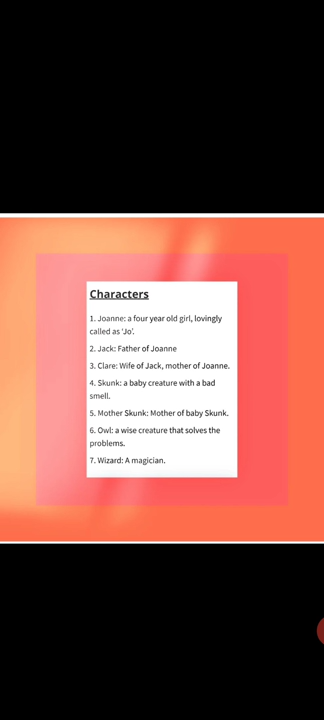 Characters
1. Joanne: a four year old girl, lovingly
called as 'Jo'.
2. Jack: Father of Joanne
3. Clare: Wife of Jack, mother of Joanne.
4. Skunk: a baby creature with a bad
smell.
5. Mother Skunk: Mother of baby Skunk.
6. Owl: a wise creature that solves the
problems.
7. Wizard: A magician.